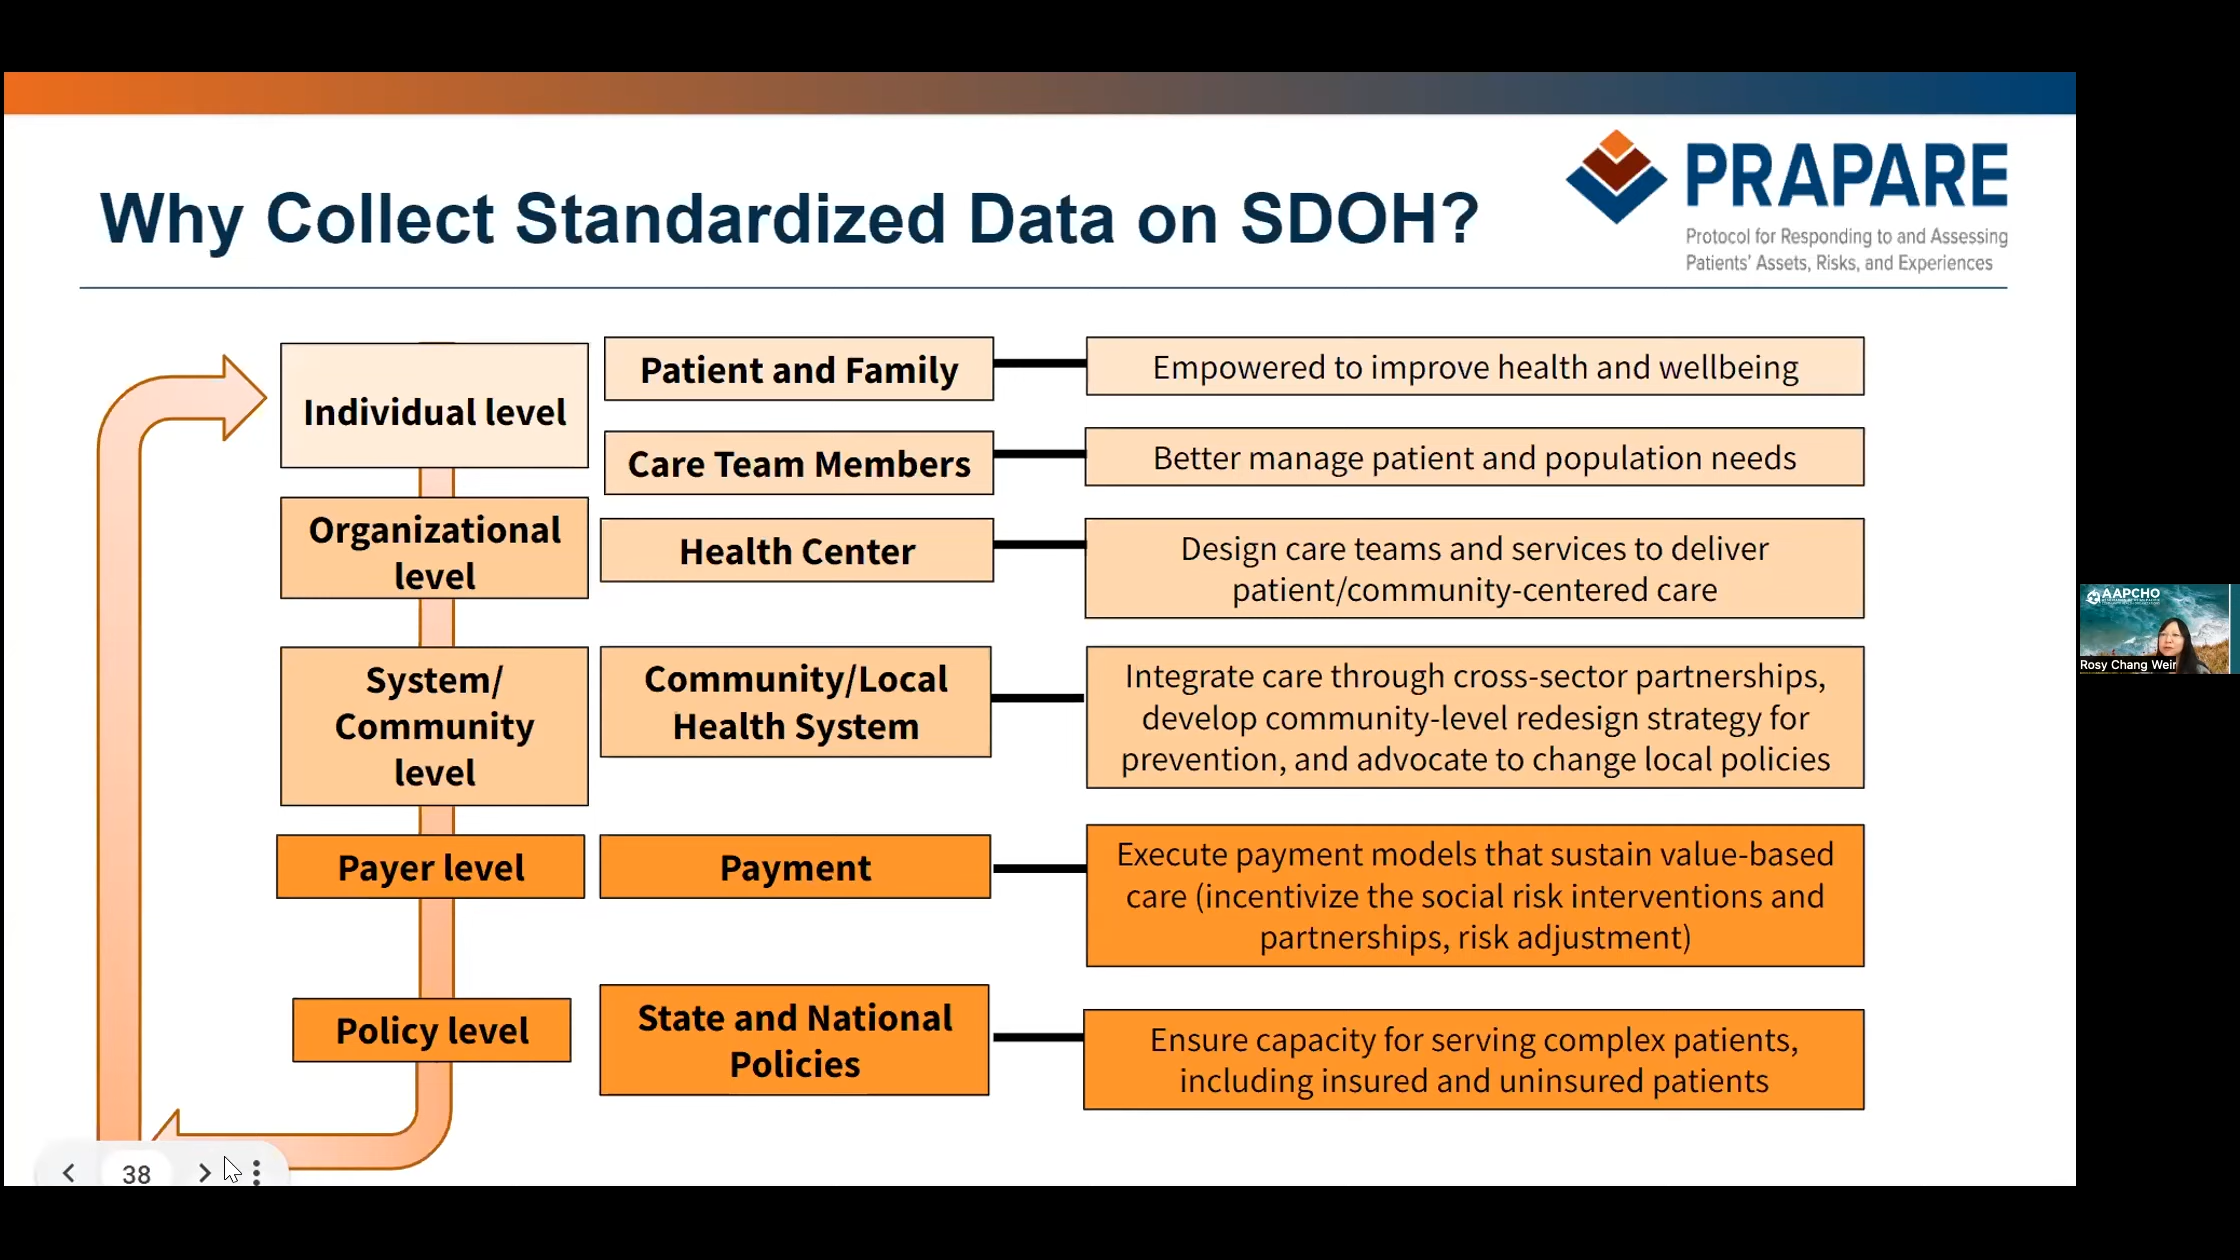 Why Collect Standardized Data on SDOH?
PRAPARE
Protocol for Responding to and Assessing
Patients' Assets, Risks, and Experiences
Individual level
Patient and Family
Empowered to improve health and wellbeing
Care Team Members
Better manage patient and population needs
Organizational
level
Health Center
Design care teams and services to deliver
patient/community-centered care
System/
Community
level
Community/Local
Health System
Integrate care through cross-sector partnerships,
develop community-level redesign strategy for
prevention, and advocate to change local policies
Payer level
Payment
Execute payment models that sustain value-based
care (incentivize the social risk interventions and
partnerships, risk adjustment)
Policy level
State and National
Policies
Ensure capacity for serving complex patients,
including insured and uninsured patients
38
AAPCHO
Rosy Chang Weir